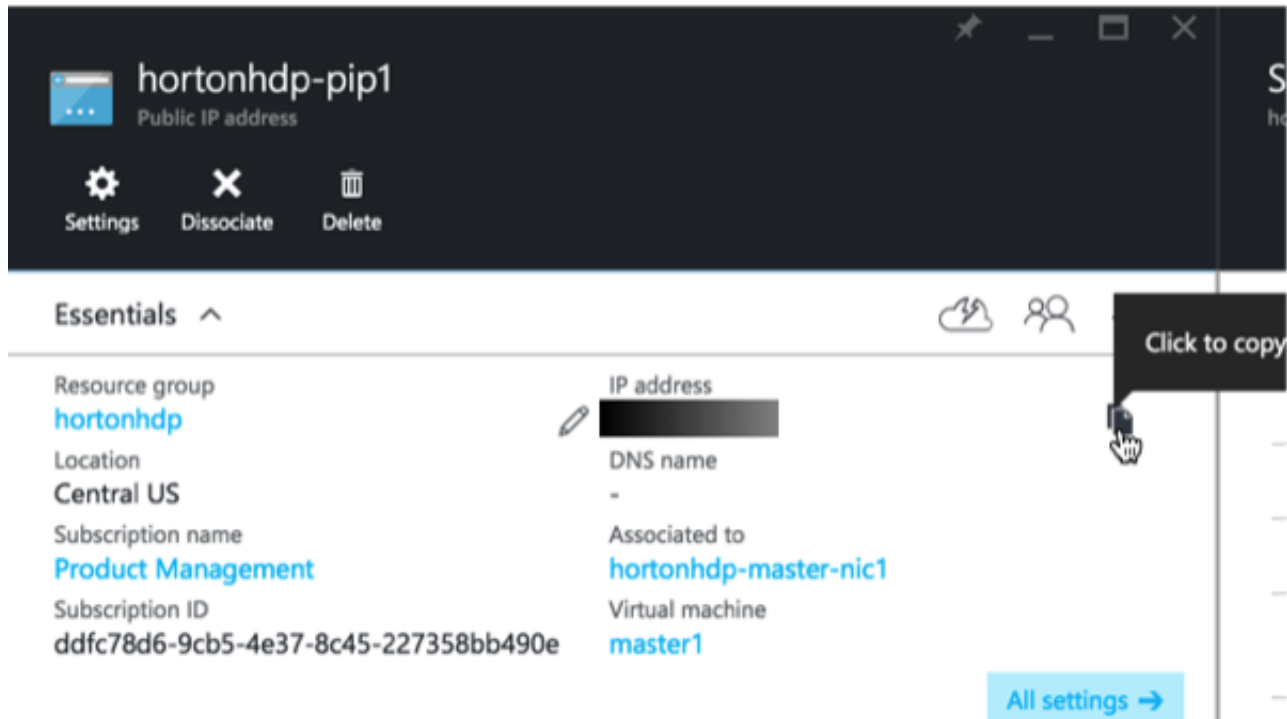 hortonhdp-pip1
Public IP address
Settings Dissociate Delete
Essentials
Click to copy
Resource group
hortonhdp
Location
Central US
Subscription name
Product Management
Subscription ID
ddfc78d6-9cb5-4e37-8c45-227358bb490e
IP address
DNS name
-
Associated to
hortonhdp-master-nic1
Virtual machine
master1
All settings →